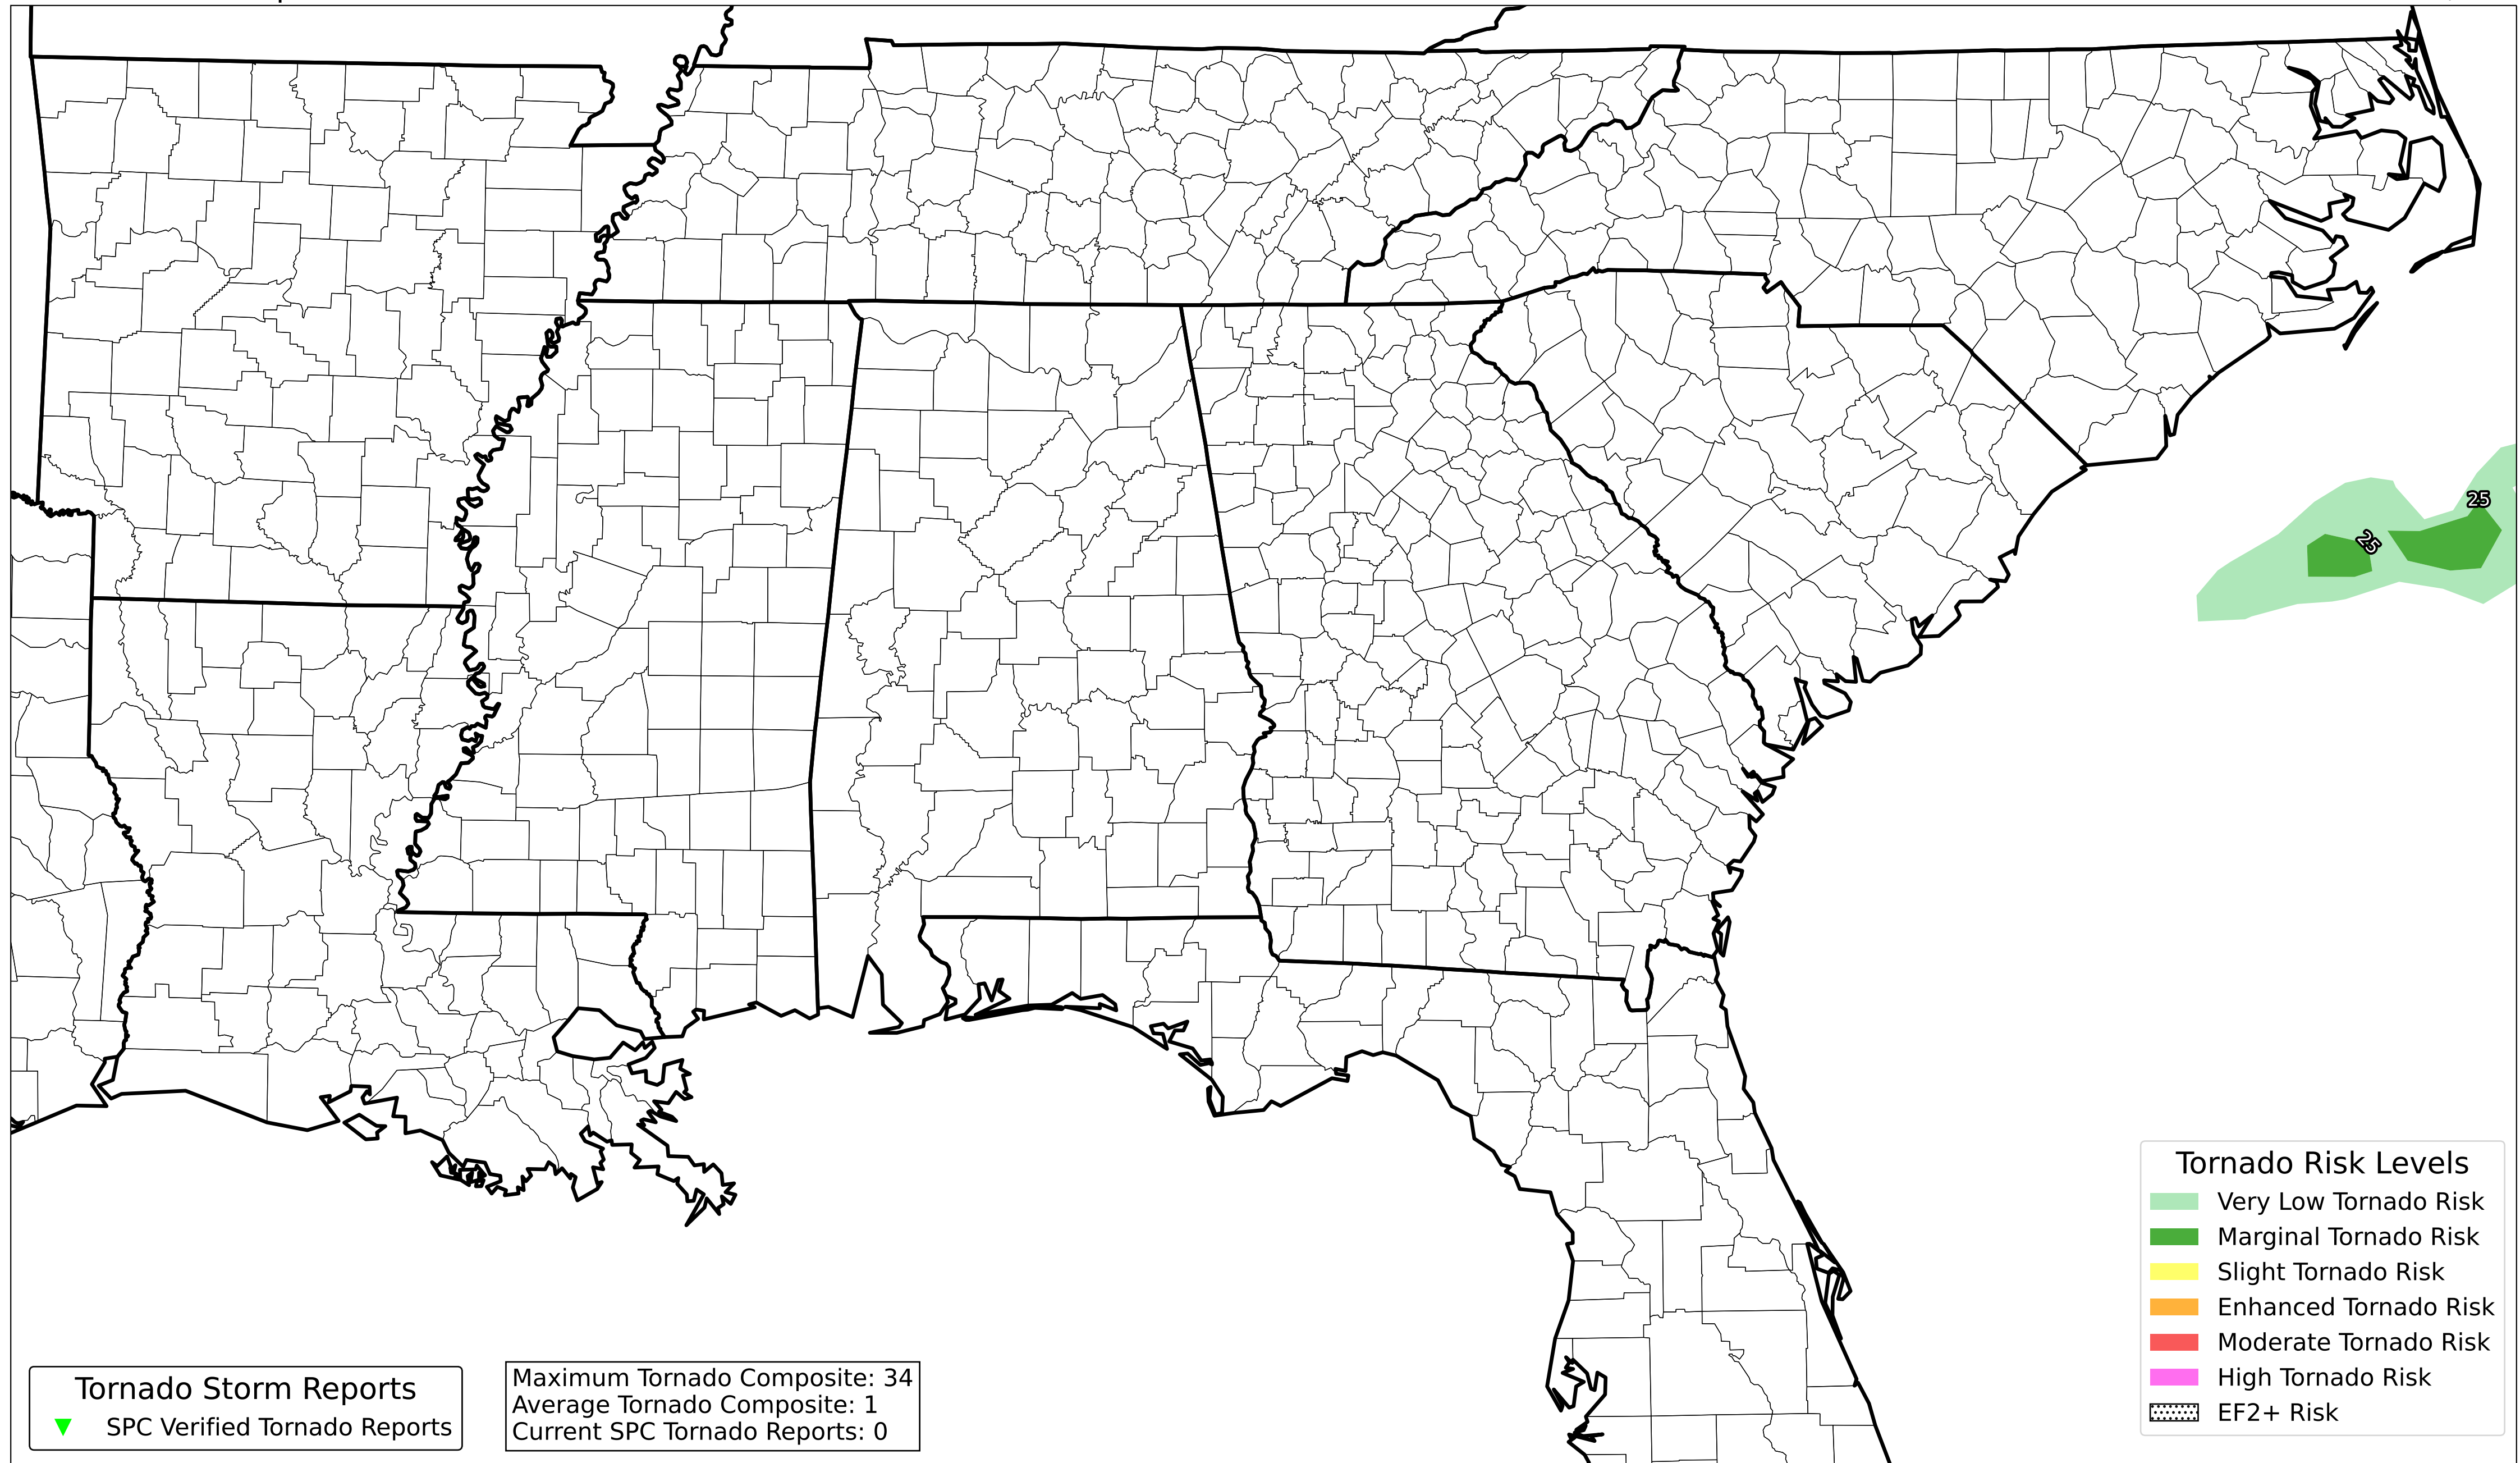 25
25
Tornado Risk Levels
Very Low Tornado Risk
Marginal Tornado Risk
Slight Tornado Risk
Enhanced Tornado Risk
Moderate Tornado Risk
High Tornado Risk
EF2+ Risk
Tornado Storm Reports
SPC Verified Tornado Reports
Maximum Tornado Composite: 34
Average Tornado Composite: 1
Current SPC Tornado Reports: 0